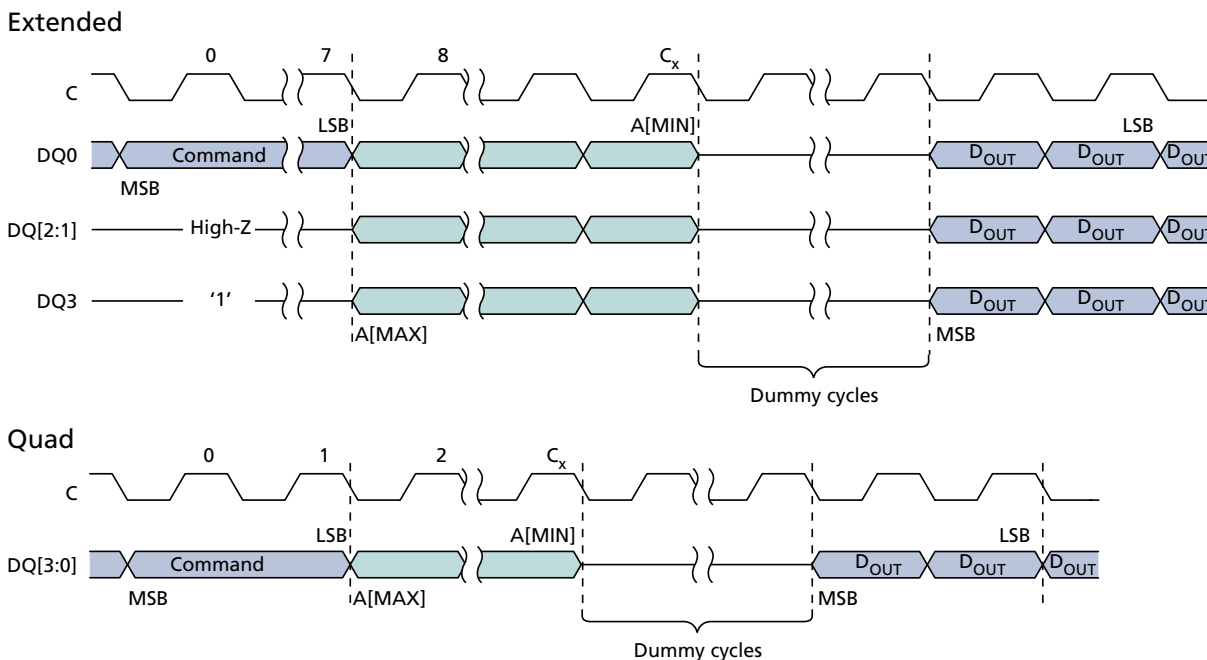 Extended
0 7 8 Cx
C
LSB A[MIN] LSB
DQ0 Command DOUT DOUT DOUT
MSB
DQ[2:1] High-Z DOUT DOUT DOUT
DQ3 '1' DOUT DOUT DOUT
A[MAX] MSB
Dummy cycles
Quad
0 1 2 Cx
C
LSB A[MIN] LSB
DQ[3:0] Command DOUT DOUT DOUT
MSB A[MAX] MSB
Dummy cycles